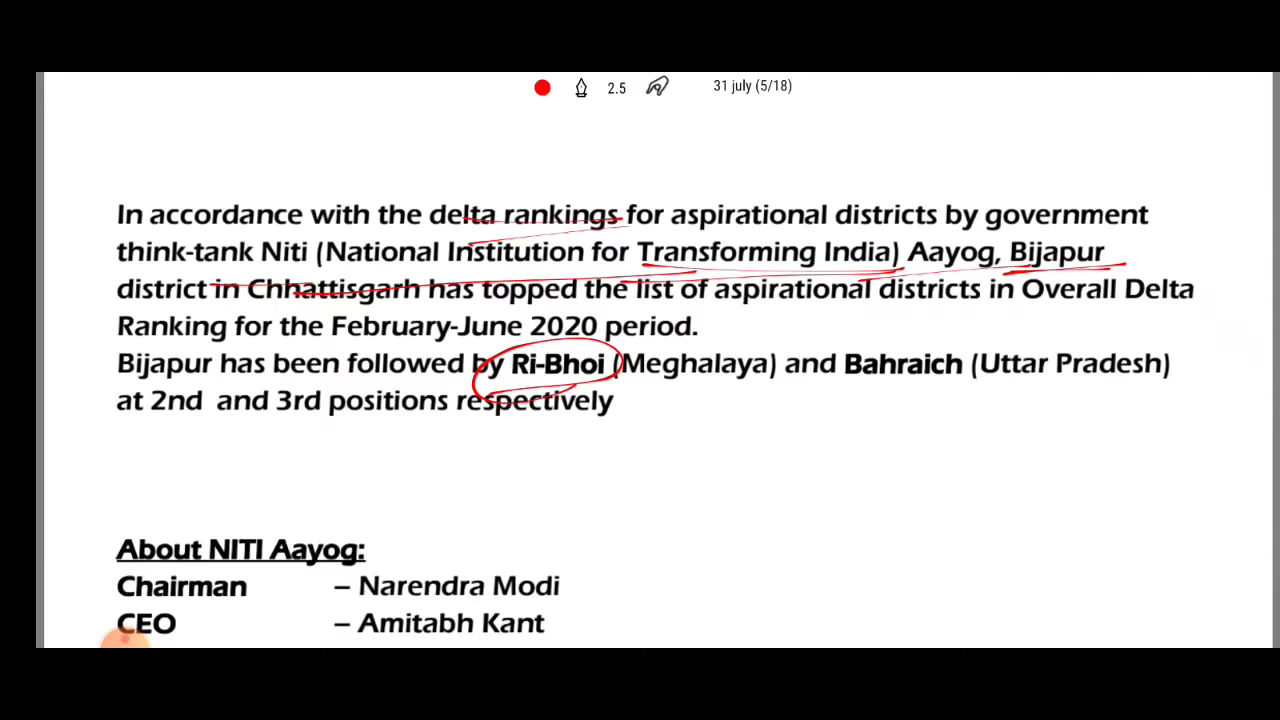 2.5 31 july (5/18)
In accordance with the delta rankings for aspirational districts by government
think-tank Niti (National Institution for Transforming India) Aayog, Bijapur
district in Chhattisgarh has topped the list of aspirational districts in Overall Delta
Ranking for the February-June 2020 period.
Bijapur has been followed by Ri-Bhoi (Meghalaya) and Bahraich (Uttar Pradesh)
at 2nd and 3rd positions respectively
About NITI Aayog:
Chairman – Narendra Modi
CEO – Amitabh Kant